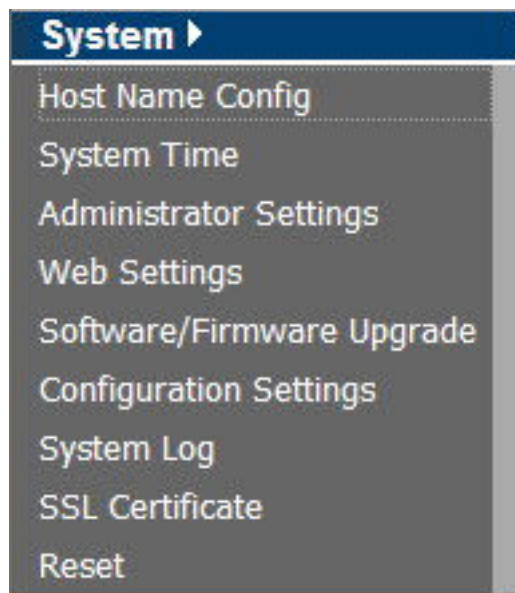 System
Host Name Config
System Time
Administrator Settings
Web Settings
Software/Firmware Upgrade
Configuration Settings
System Log
SSL Certificate
Reset